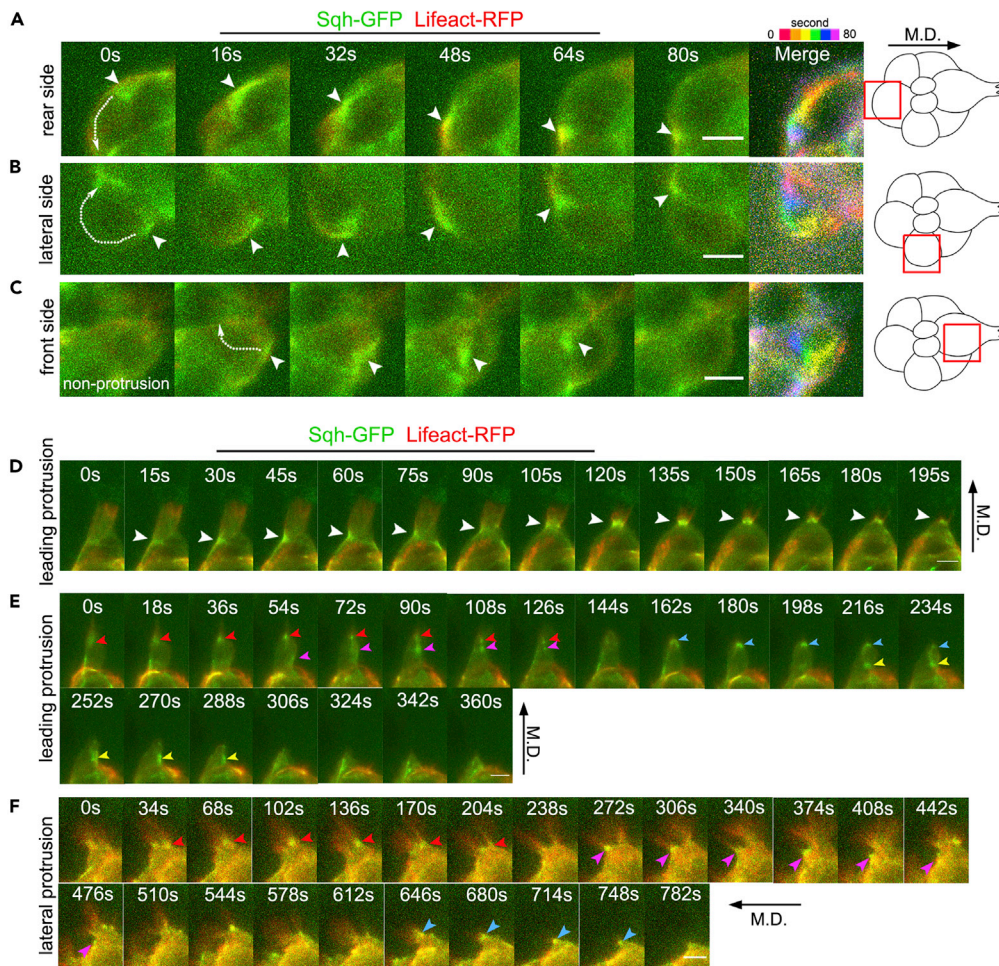 A
Sqh-GFP Lifeact-RFP
second
0 80
M.D.
rear side
0s 16s 32s 48s 64s 80s Merge
B
lateral side
C
front side
non-protrusion
Sqh-GFP Lifeact-RFP
D
leading protrusion
0s 15s 30s 45s 60s 75s 90s 105s 120s 135s 150s 165s 180s 195s
M.D.
E
leading protrusion
0s 18s 36s 54s 72s 90s 108s 126s 144s 162s 180s 198s 216s 234s
252s 270s 288s 306s 324s 342s 360s
M.D.
F
lateral protrusion
0s 34s 68s 102s 136s 170s 204s 238s 272s 306s 340s 374s 408s 442s
476s 510s 544s 578s 612s 646s 680s 714s 748s 782s
M.D.